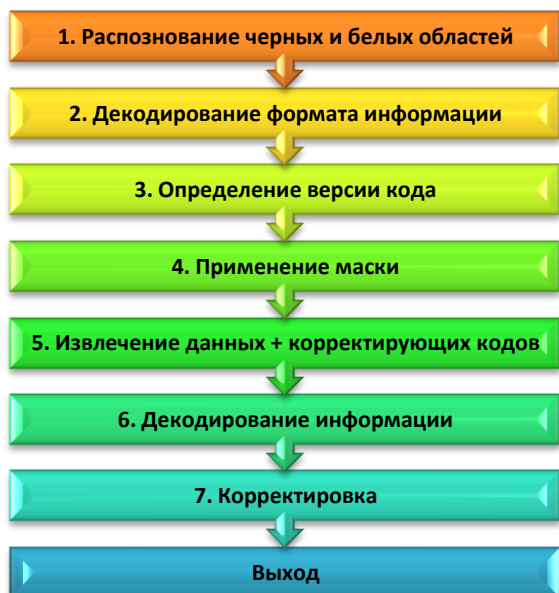 1. Распознование черных и белых областей
2. Декодирование формата информации
3. Определение версии кода
4. Применение маски
5. Извлечение данных + корректирующих кодов
6. Декодирование информации
7. Корректировка
Выход